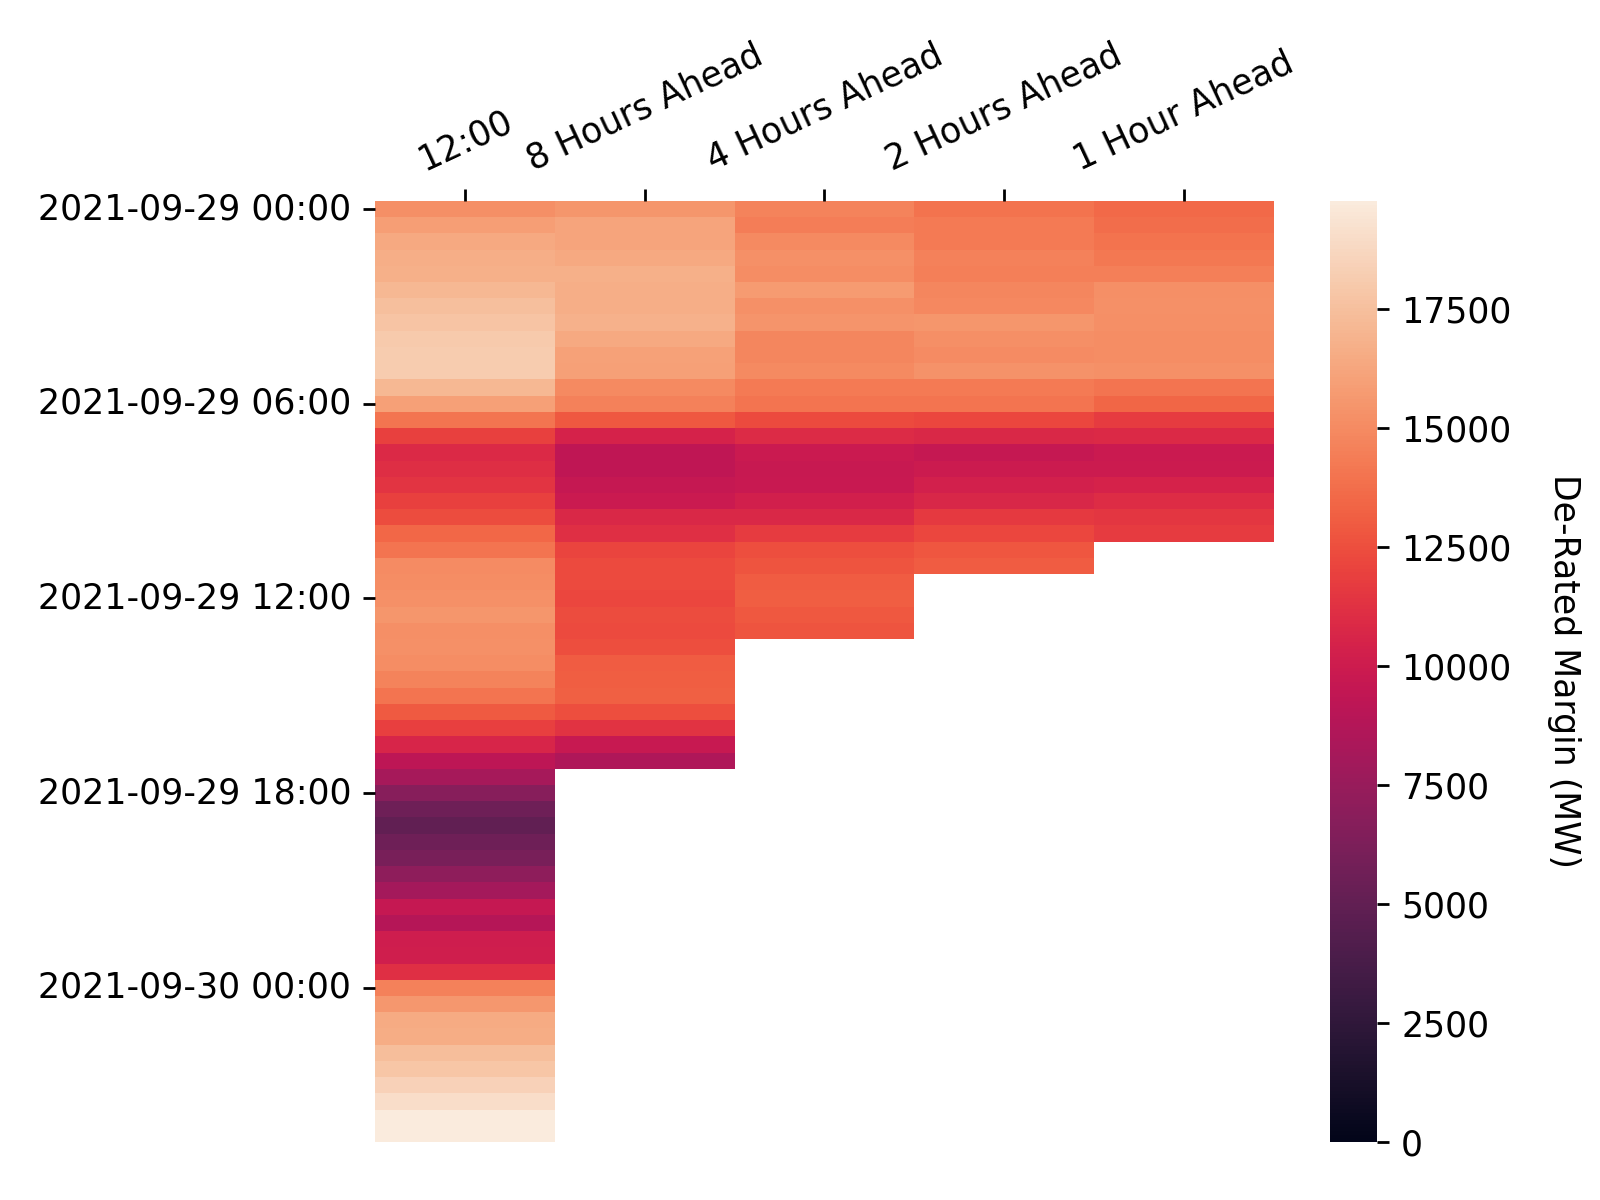 12:00
8 Hours Ahead
4 Hours Ahead
2 Hours Ahead
1 Hour Ahead
2021-09-29 00:00
2021-09-29 06:00
2021-09-29 12:00
2021-09-29 18:00
2021-09-30 00:00
17500
15000
12500
10000
7500
5000
2500
0
De-Rated Margin (MW)